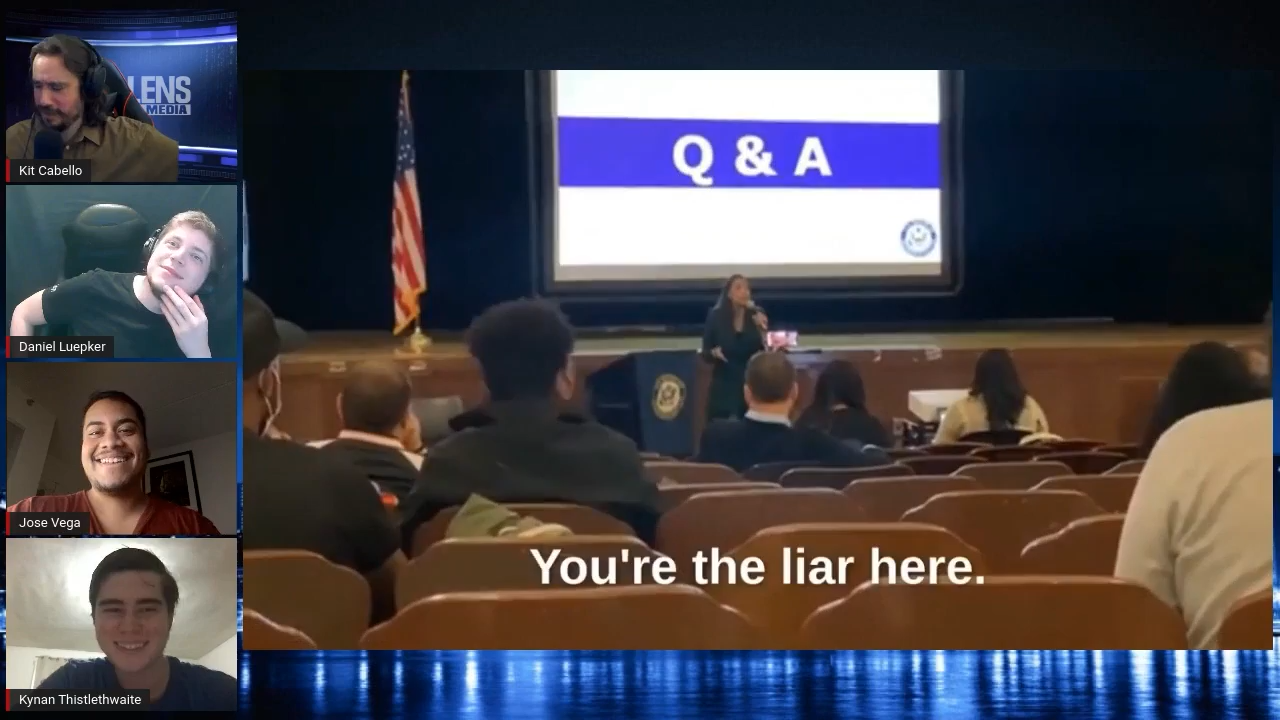 LENS
MEDIA
Kit Cabello
Daniel Luepker
Jose Vega
Kynan Thistlethwaite
Q & A
You're the liar here.